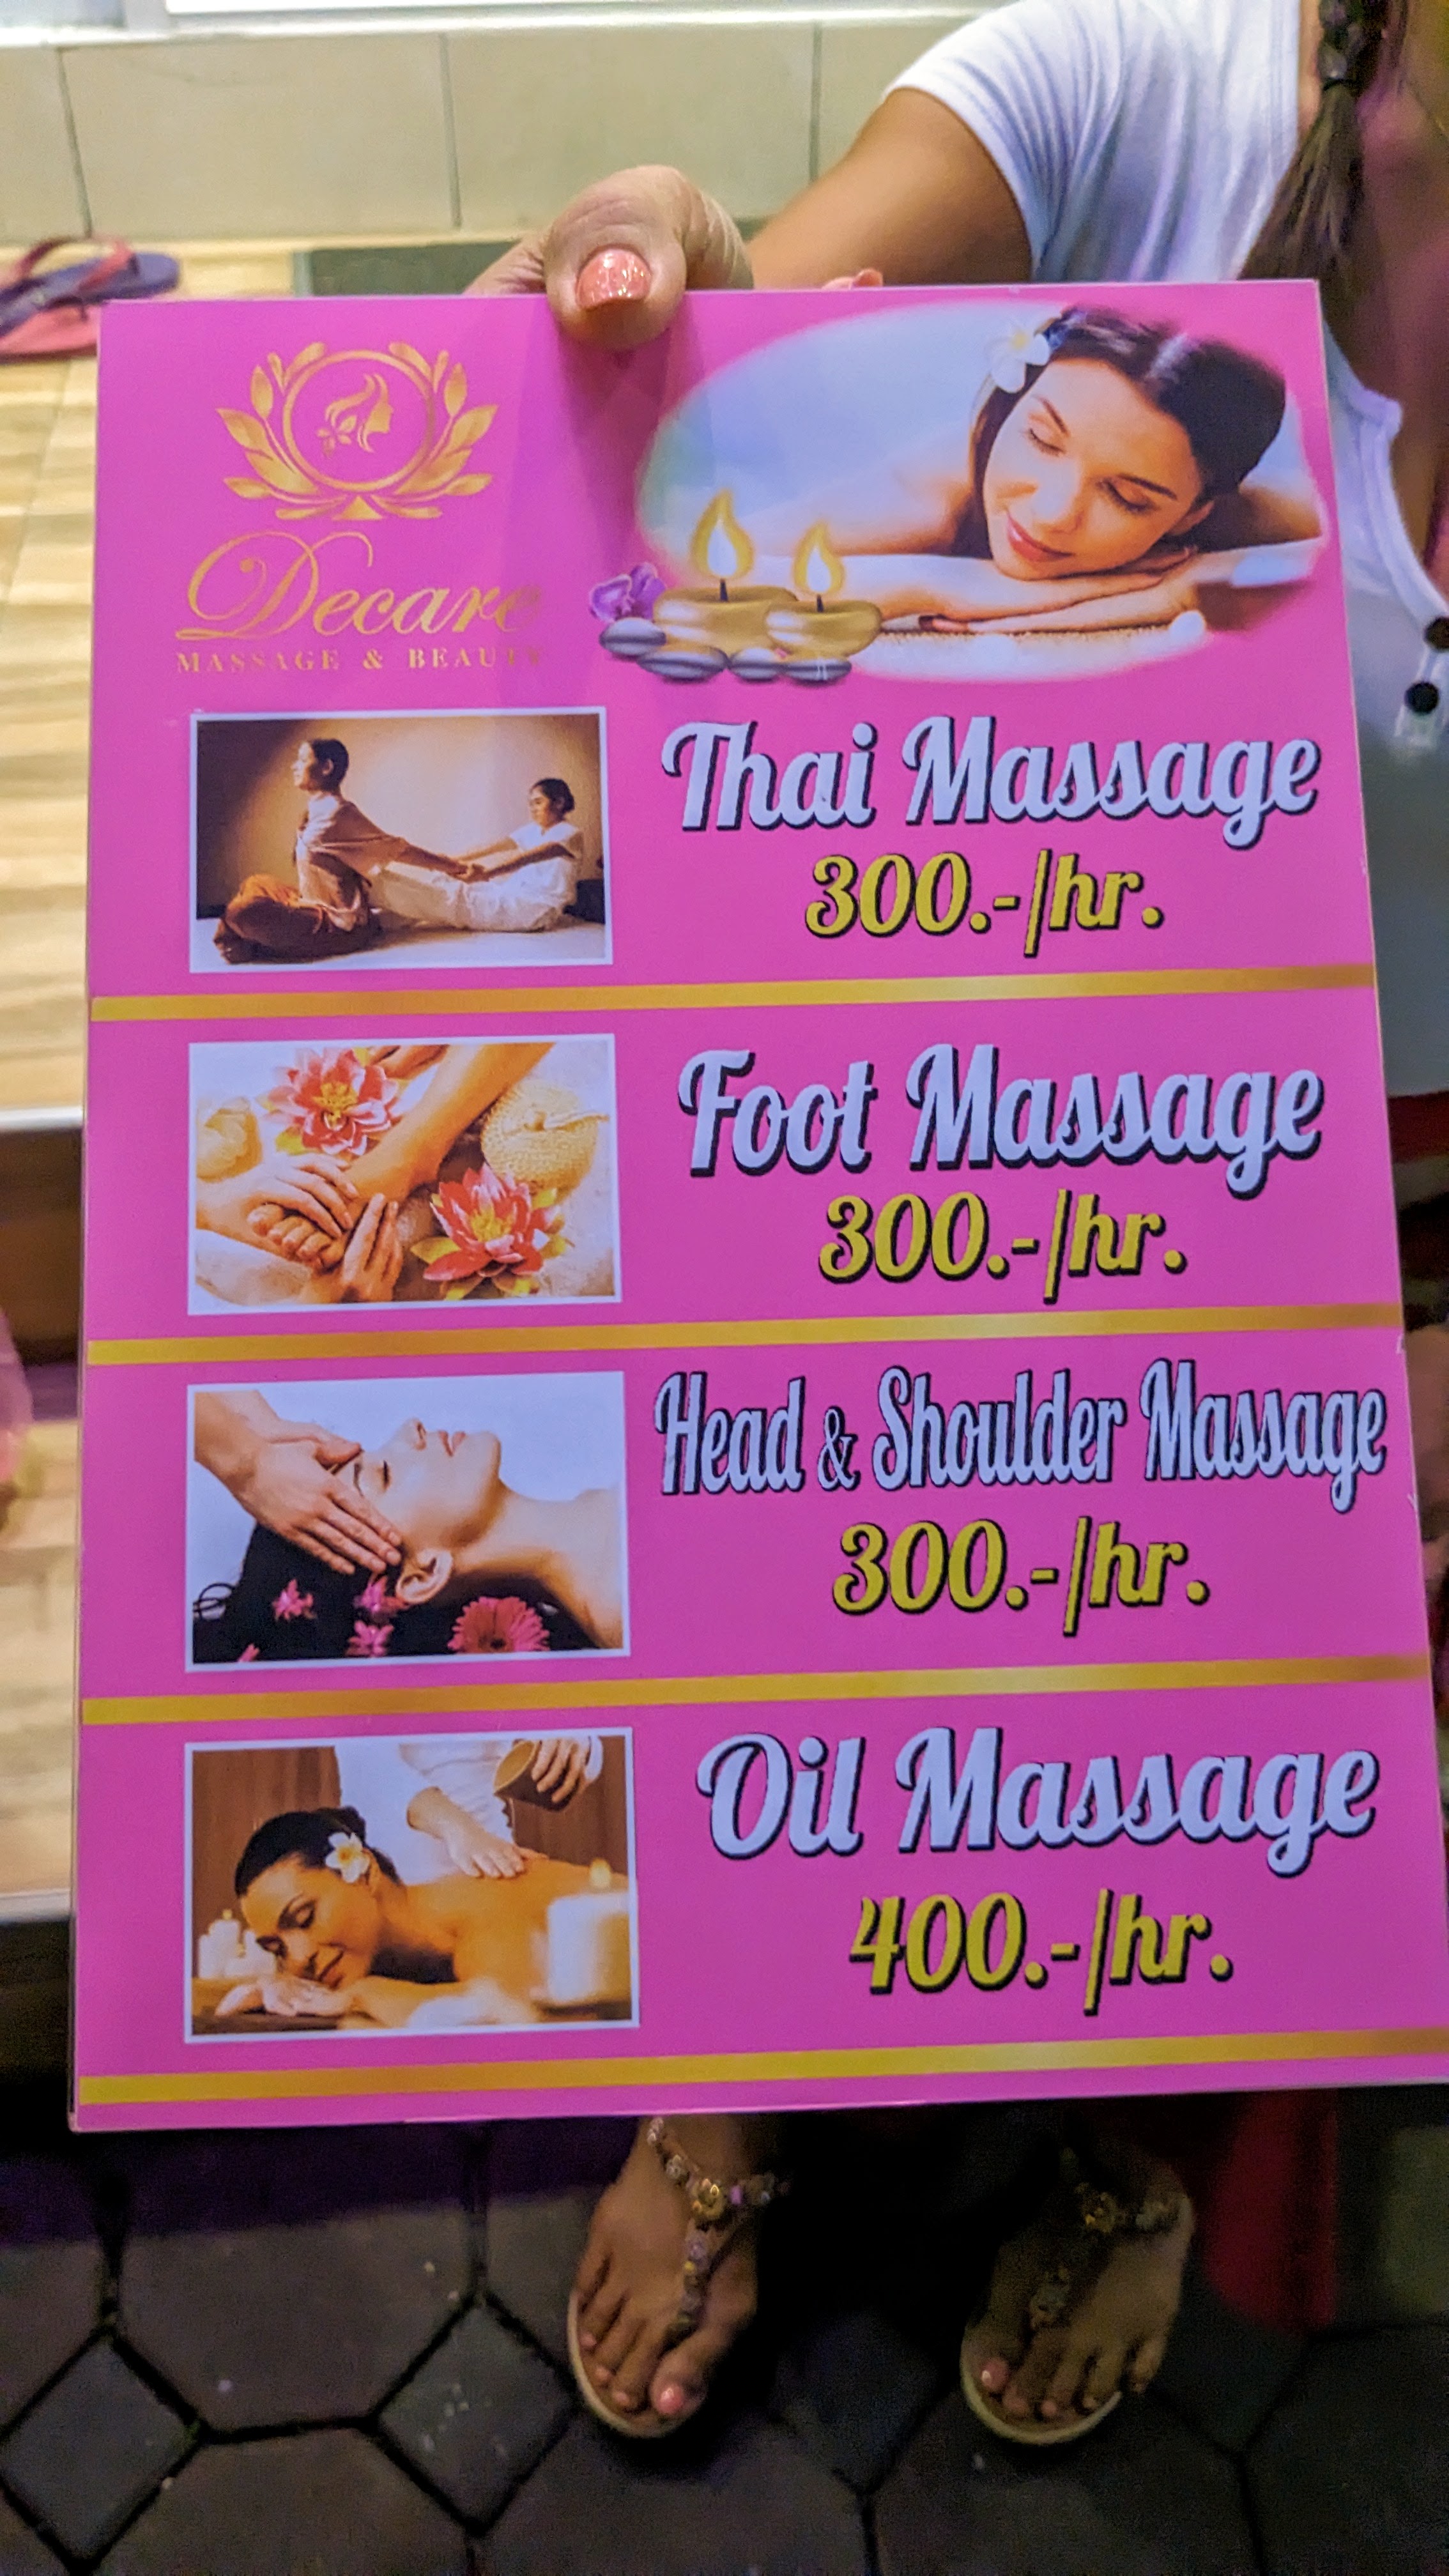 Decare
MASSAGE & BEAUTY
Thai Massage
300.-/hr.
Foot Massage
300.-/hr.
Head & Shoulder Massage
300.-/hr.
Oil Massage
400.-/hr.